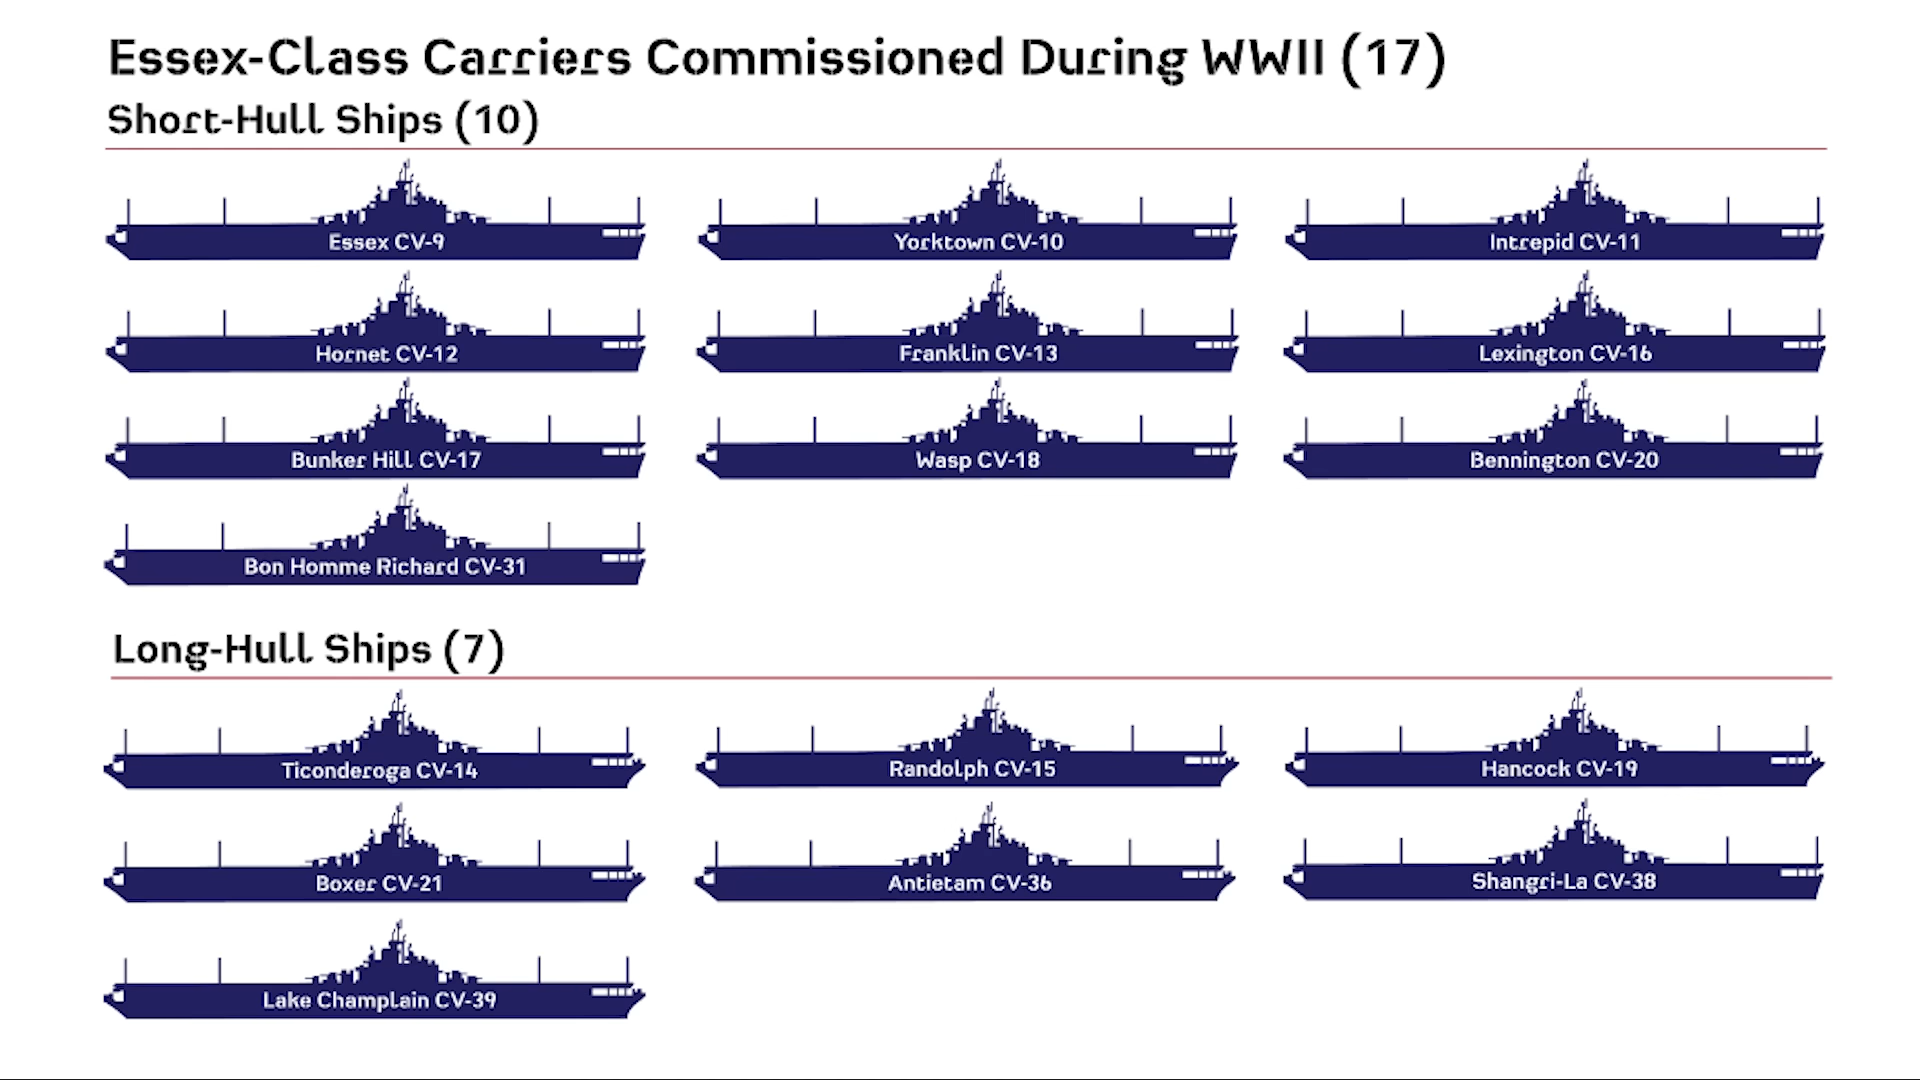 Essex-Class Carriers Commissioned During WWII (17)
Short-Hull Ships (10)
Essex CV-9
Yorktown CV-10
Intrepid CV-11
Hornet CV-12
Franklin CV-13
Lexington CV-16
Bunker Hill CV-17
Wasp CV-18
Bennington CV-20
Bon Homme Richard CV-31
Long-Hull Ships (7)
Ticonderoga CV-14
Randolph CV-15
Hancock CV-19
Boxer CV-21
Antietam CV-36
Shangri-La CV-38
Lake Champlain CV-39